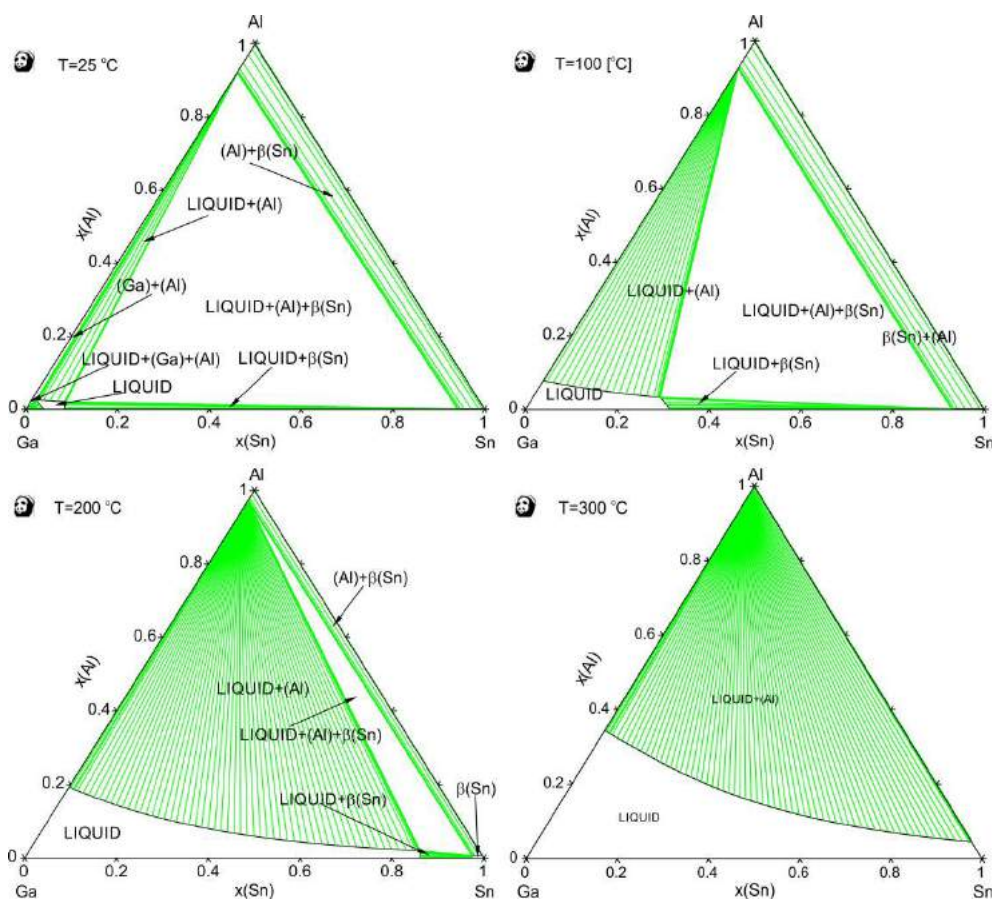 Al
1
T=25 °C
0.8
(Al)+β(Sn)
0.6
LIQUID+(Al)
x(Al)
0.4
(Ga)+(Al)
LIQUID+(Al)+β(Sn)
0.2
LIQUID+(Ga)+(Al)
LIQUID+β(Sn)
LIQUID
0
0 0.2 0.4 0.6 0.8 1
Ga x(Sn) Sn
Al
1
T=100 [°C]
0.8
0.6
x(Al)
0.4
LIQUID+(Al)
LIQUID+(Al)+β(Sn)
0.2
β(Sn)+(Al)
LIQUID+β(Sn)
LIQUID
0
0 0.2 0.4 0.6 0.8 1
Ga x(Sn) Sn
Al
1
T=200 °C
0.8
(Al)+β(Sn)
0.6
x(Al)
LIQUID+(Al)
0.4
LIQUID+(Al)+β(Sn)
0.2
β(Sn)
LIQUID+β(Sn)
LIQUID
0
0 0.2 0.4 0.6 0.8 1
Ga x(Sn) Sn
Al
1
T=300 °C
0.8
0.6
x(Al)
LIQUID+(Al)
0.4
0.2
LIQUID
0
0 0.2 0.4 0.6 0.8 1
Ga x(Sn) Sn